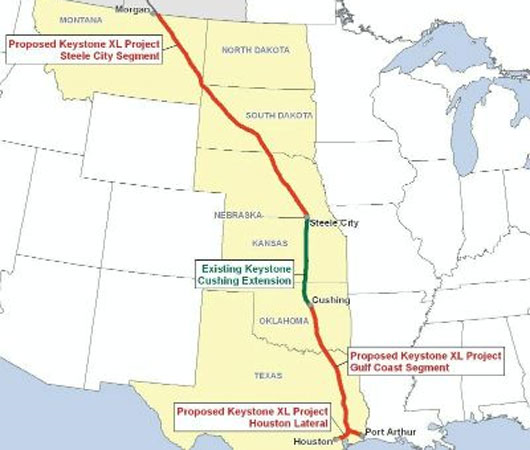 MONTANA
Morgan
Proposed Keystone XL Project
Steele City Segment
NORTH DAKOTA
SOUTH DAKOTA
NEBRASKA
Steele City
KANSAS
Existing Keystone
Cushing Extension
Cushing
OKLAHOMA
Proposed Keystone XL Project
Gulf Coast Segment
TEXAS
Proposed Keystone XL Project
Houston Lateral
Port Arthur
Houston